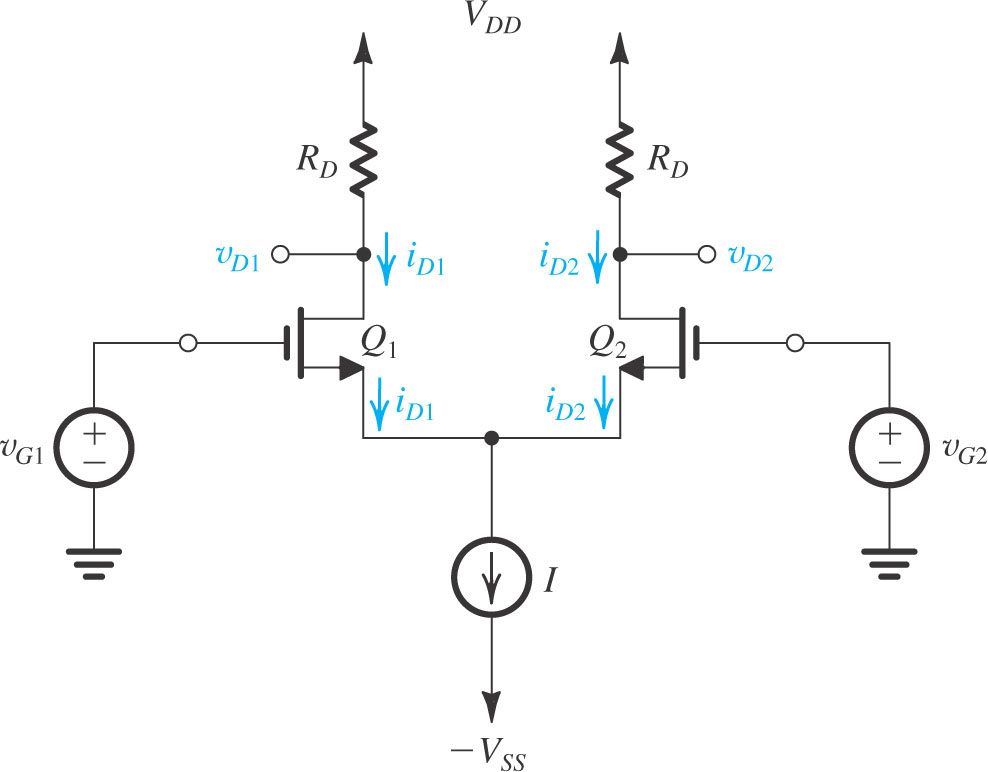 V_DD
R_D R_D
v_D1 i_D1 i_D2 v_D2
Q_1 Q_2
i_D1 i_D2
v_G1 + − + − v_G2
I
−V_SS